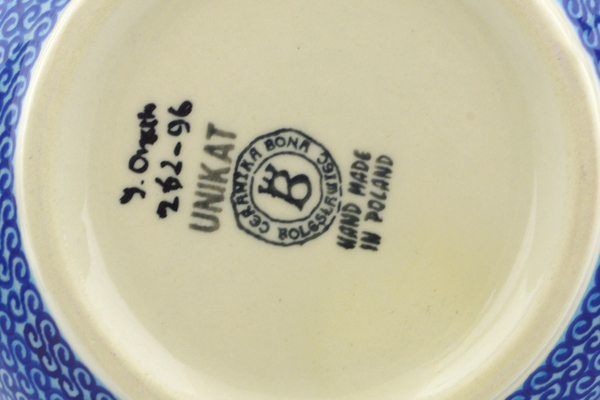 262-96
UNIKAT
CERAMIKA BONA BOLESŁAWIEC
B
HAND MADE
IN POLAND